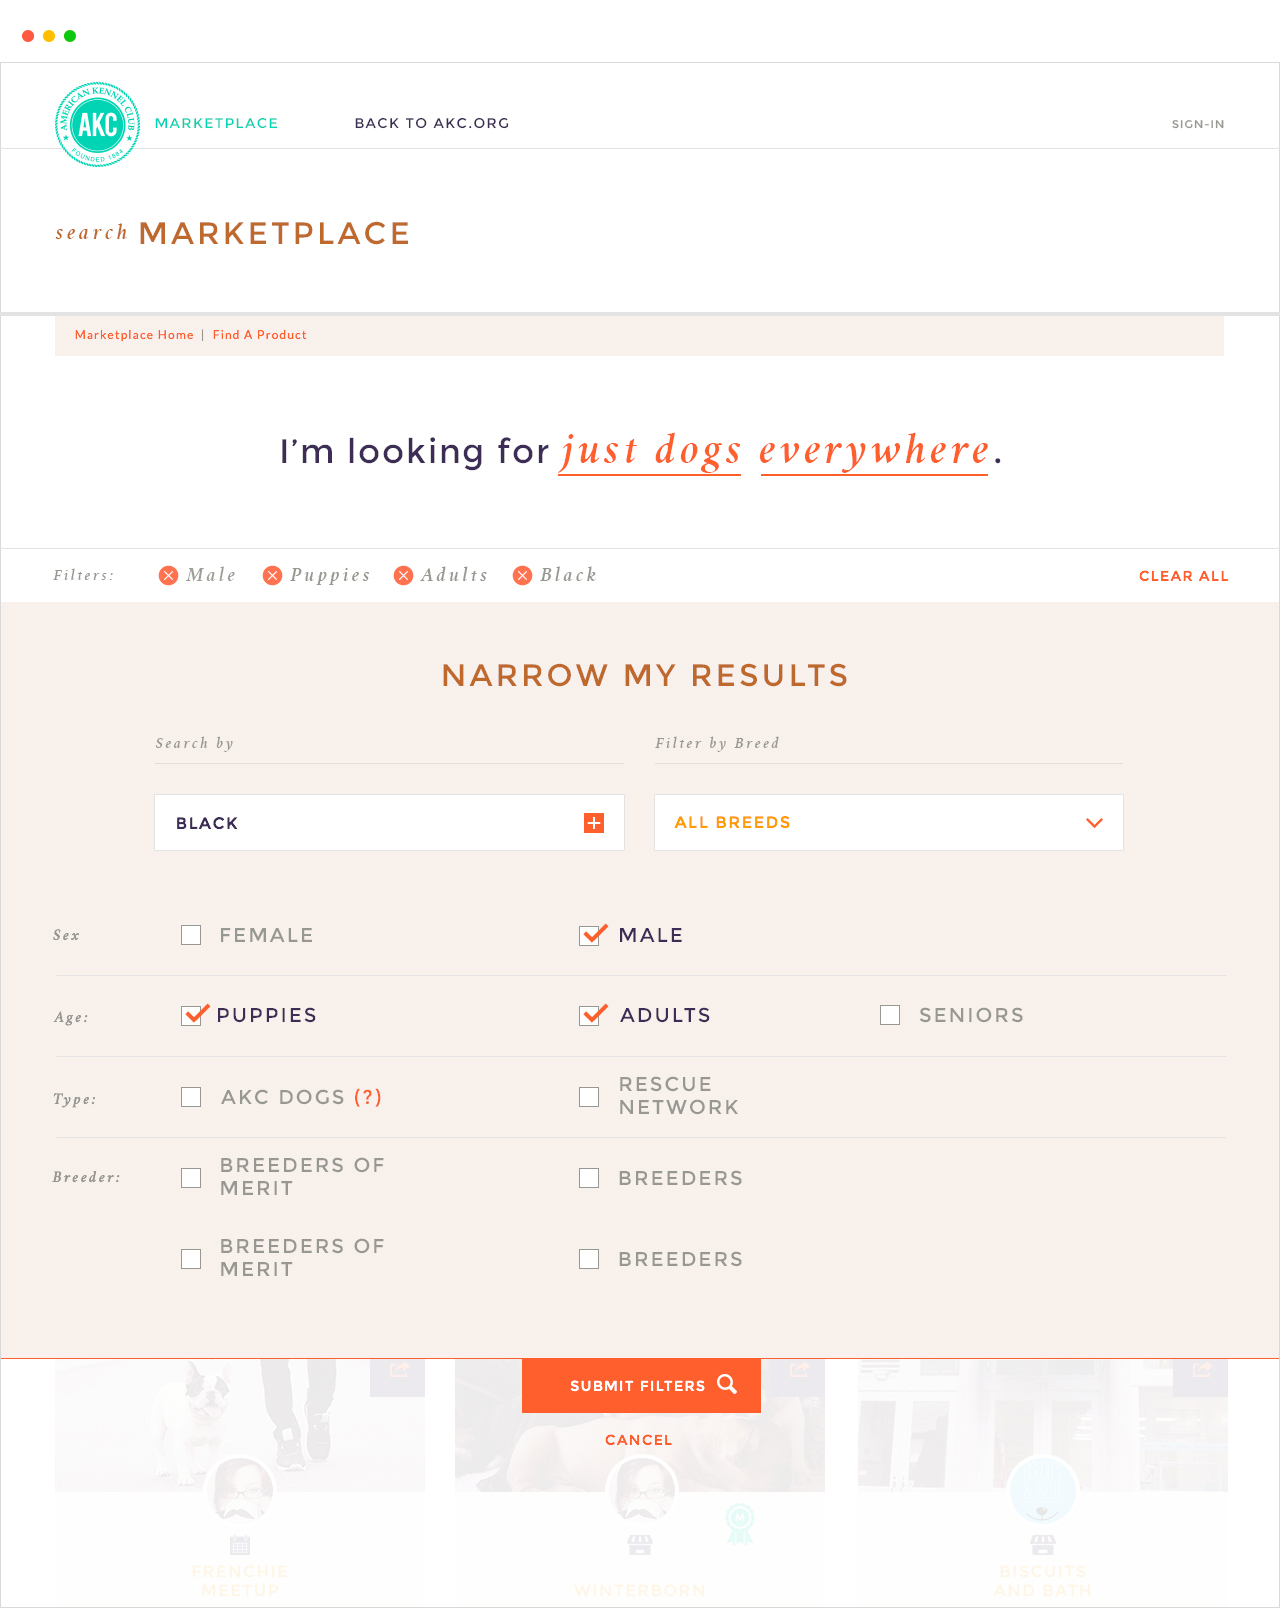 AMERICAN KENNEL CLUB
AKC
FOUNDED 1884
MARKETPLACE
BACK TO AKC.ORG
SIGN-IN
search MARKETPLACE
Marketplace Home | Find A Product
I'm looking for just dogs everywhere.
Filters: Male Puppies Adults Black CLEAR ALL
NARROW MY RESULTS
Search by
Filter by Breed
BLACK
ALL BREEDS
Sex FEMALE MALE
Age: PUPPIES ADULTS SENIORS
Type: AKC DOGS (?) RESCUE
NETWORK
Breeder: BREEDERS OF
MERIT
BREEDERS
BREEDERS OF
MERIT
BREEDERS
SUBMIT FILTERS
CANCEL
M
FRENCHIE
MEETUP
WINTERBORN
BISCUITS
AND BATH